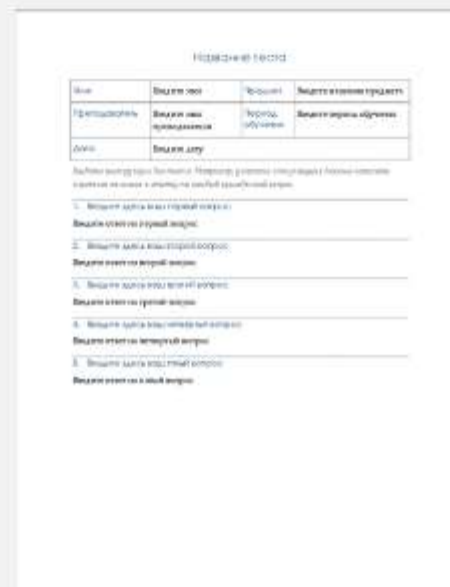 Название теста
Имя Введите имя Предмет Введите название предмета
Преподаватель Введите имя преподавателя Период обучения Введите период обучения
Дата Введите дату
1. Введите здесь ваш первый вопрос
Введите ответ на первый вопрос
2. Введите здесь ваш второй вопрос
Введите ответ на второй вопрос
3. Введите здесь ваш третий вопрос
Введите ответ на третий вопрос
4. Введите здесь ваш четвертый вопрос
Введите ответ на четвертый вопрос
5. Введите здесь ваш пятый вопрос
Введите ответ на пятый вопрос